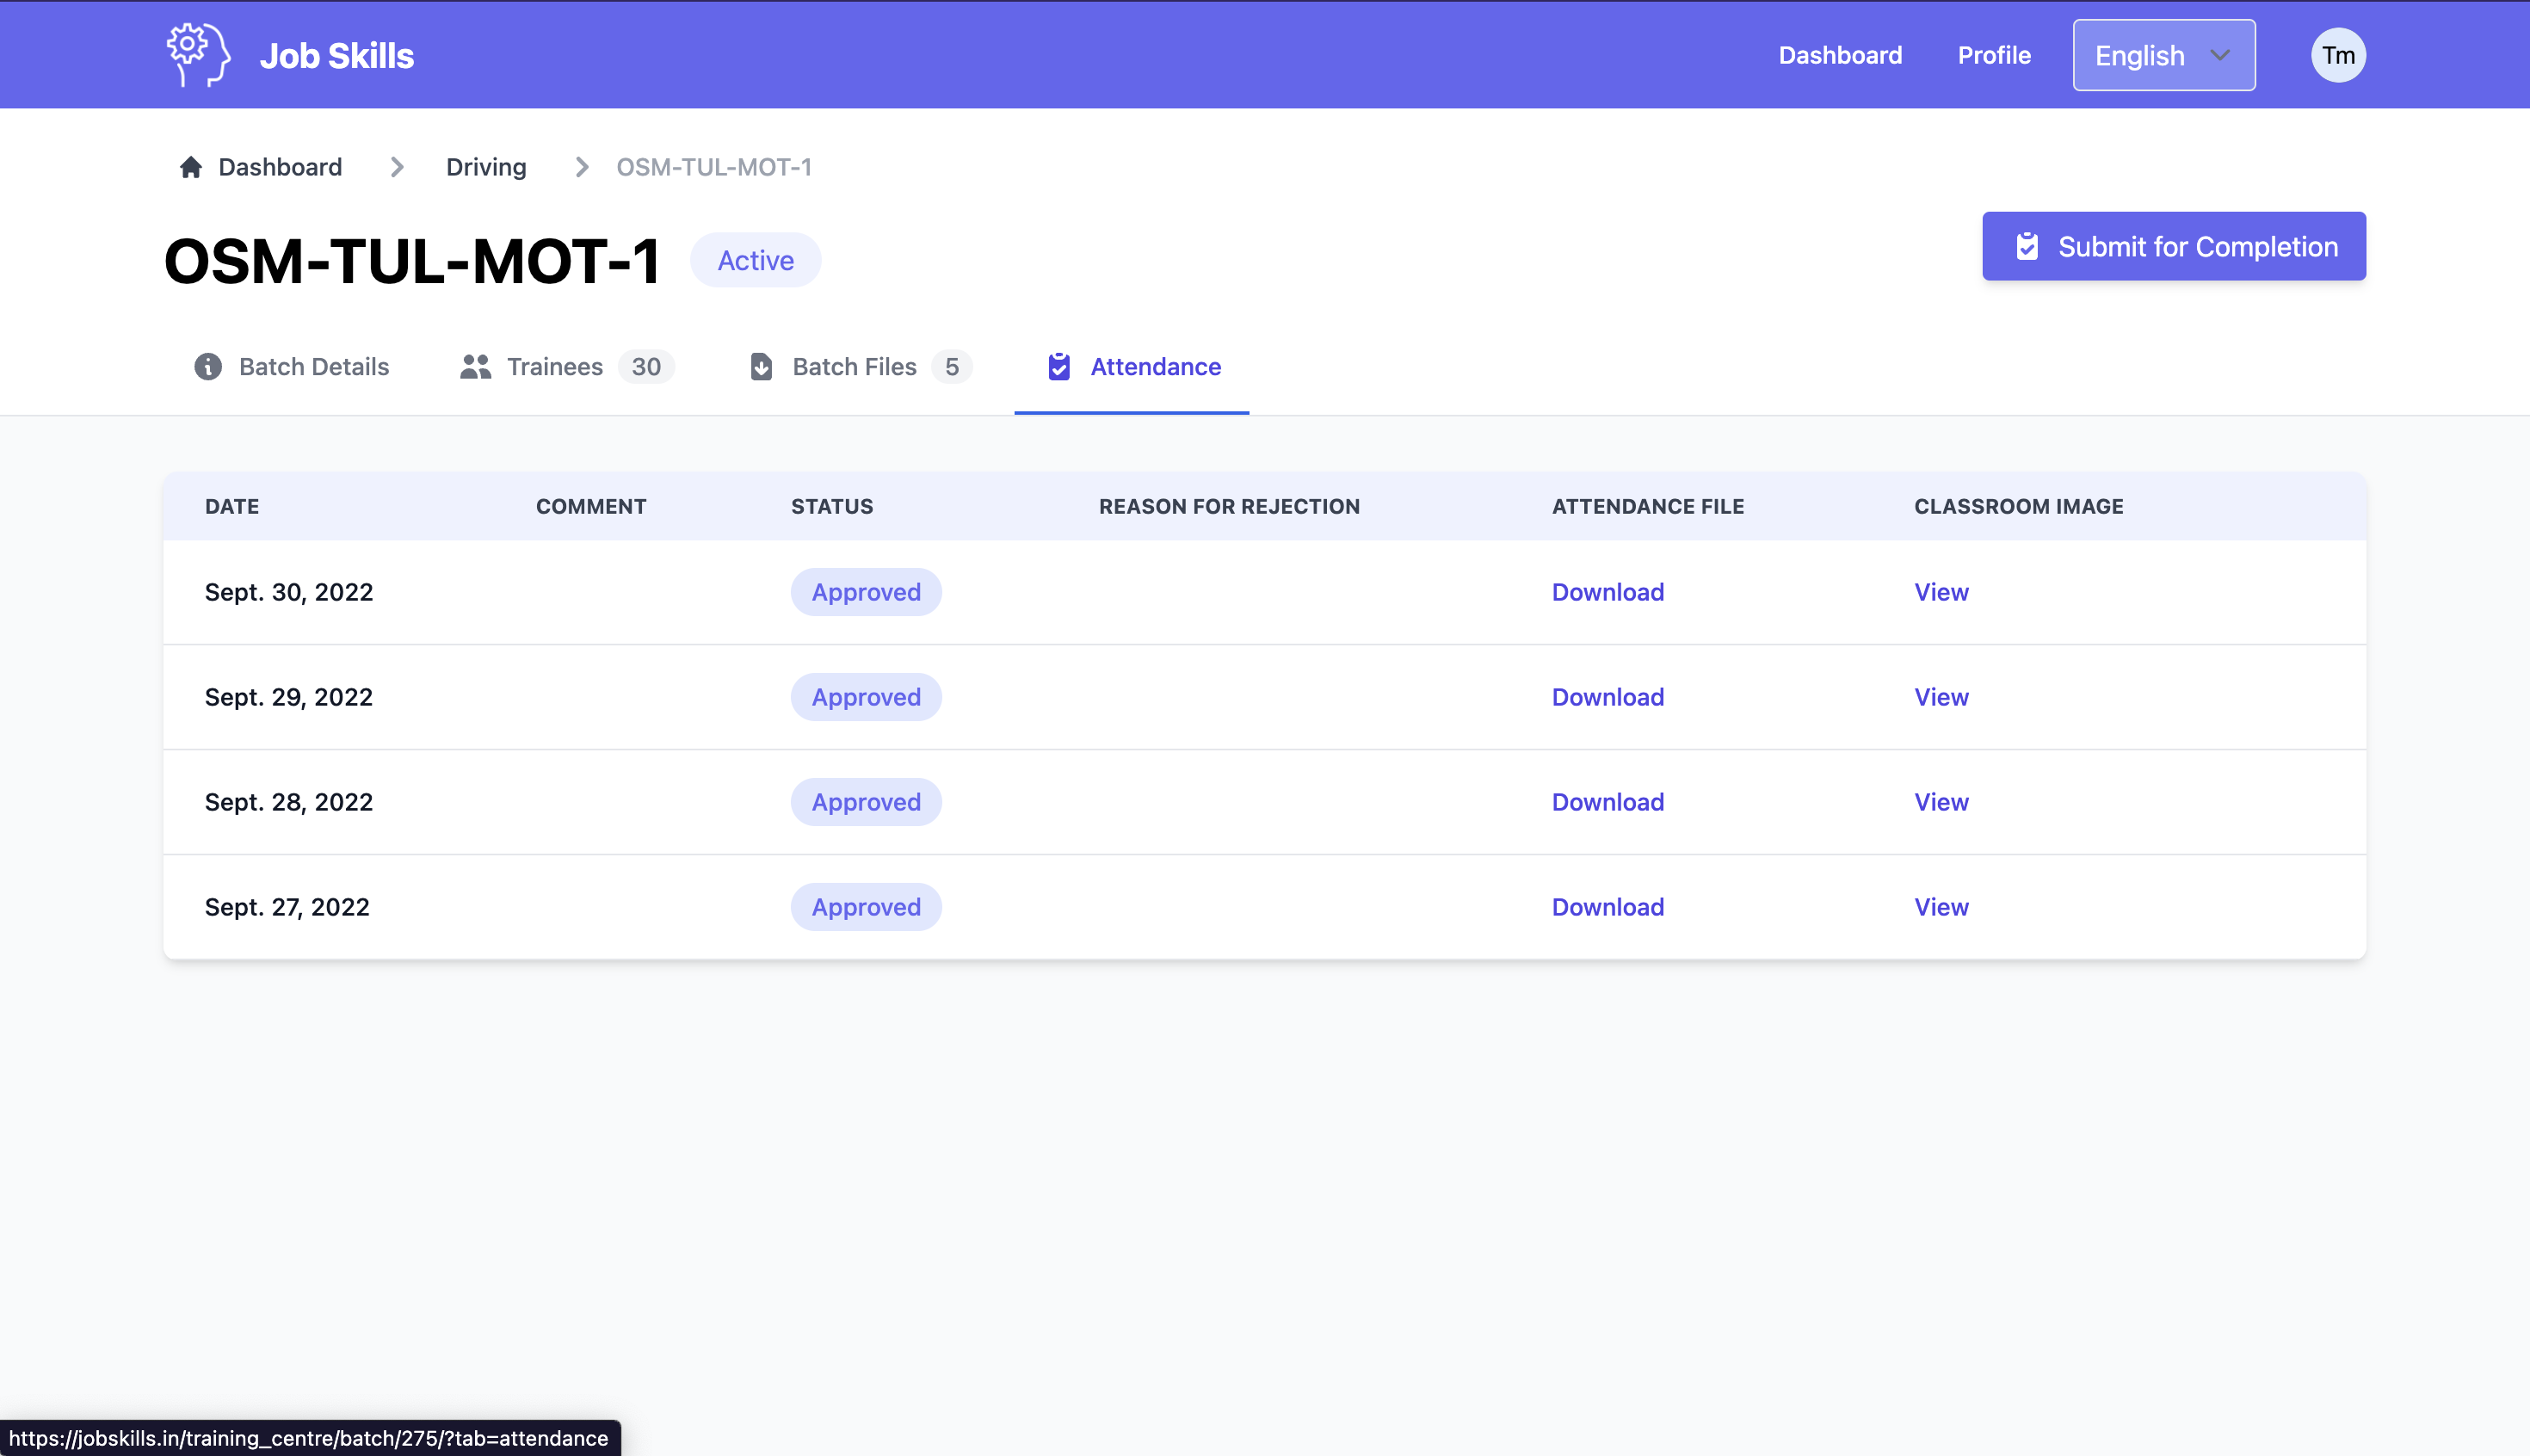 Job Skills Dashboard Profile English Tm
Dashboard Driving OSM-TUL-MOT-1
OSM-TUL-MOT-1 Active Submit for Completion
Batch Details Trainees 30 Batch Files 5 Attendance
DATE COMMENT STATUS REASON FOR REJECTION ATTENDANCE FILE CLASSROOM IMAGE
Sept. 30, 2022 Approved Download View
Sept. 29, 2022 Approved Download View
Sept. 28, 2022 Approved Download View
Sept. 27, 2022 Approved Download View
https://jobskills.in/training_centre/batch/275/?tab=attendance